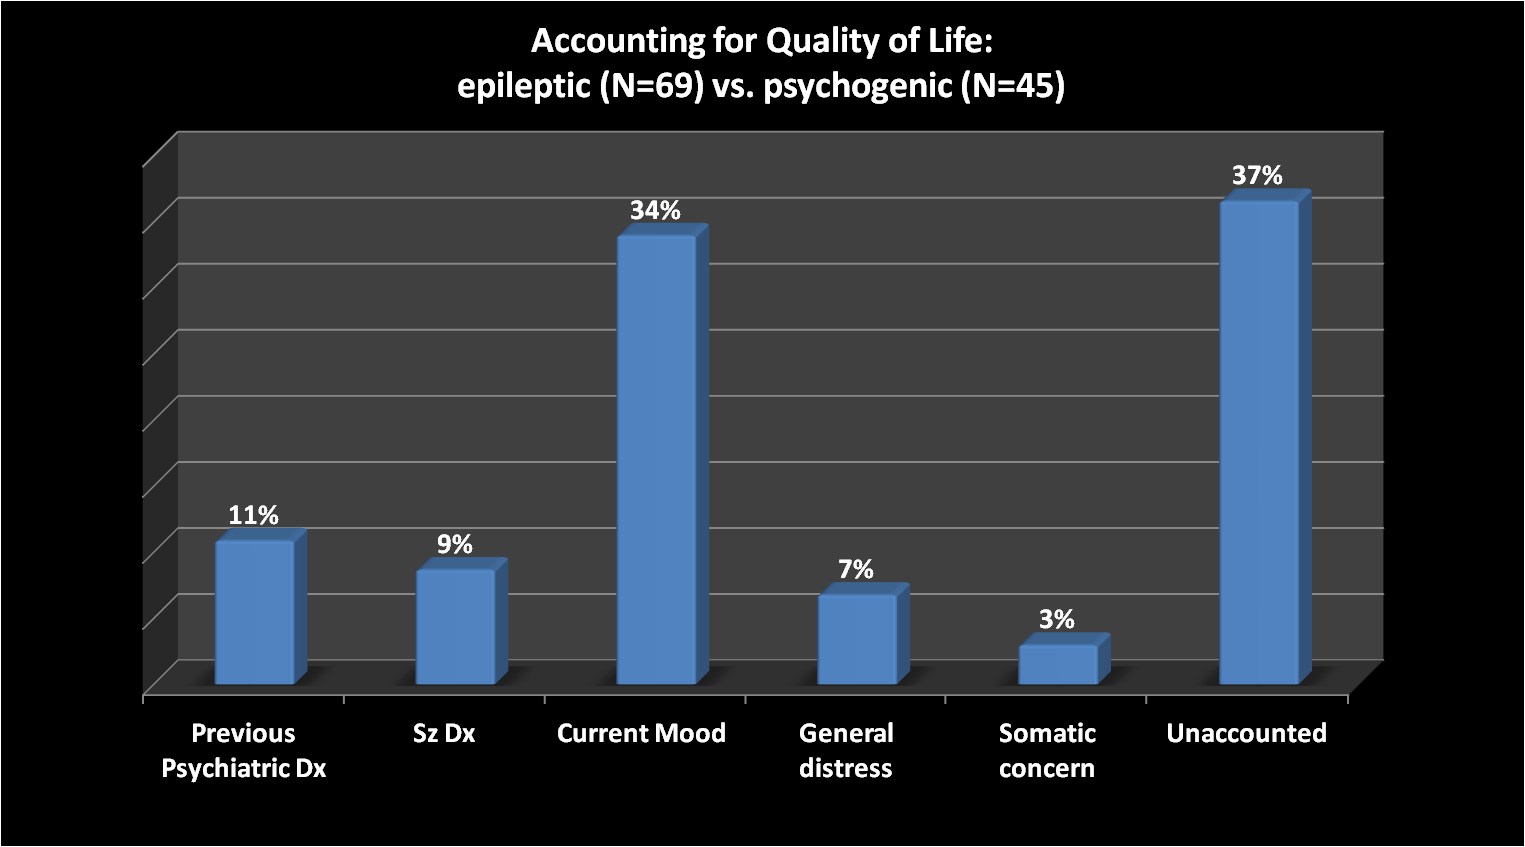 Accounting for Quality of Life:
epileptic (N=69) vs. psychogenic (N=45)
11%
9%
34%
7%
3%
37%
Previous
Psychiatric Dx
Sz Dx
Current Mood
General
distress
Somatic
concern
Unaccounted